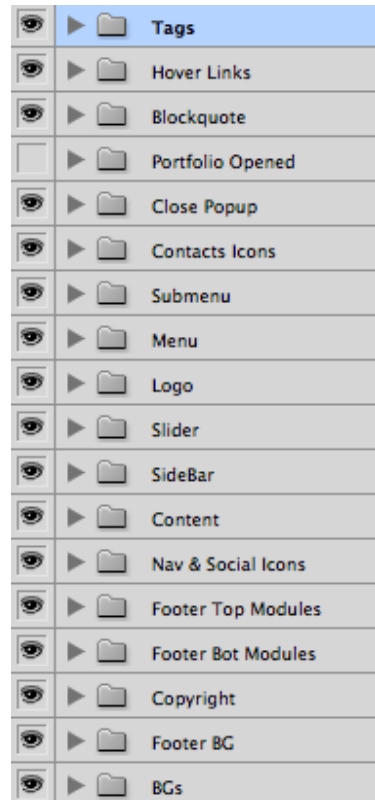 Tags
Hover Links
Blockquote
Portfolio Opened
Close Popup
Contacts Icons
Submenu
Menu
Logo
Slider
SideBar
Content
Nav & Social Icons
Footer Top Modules
Footer Bot Modules
Copyright
Footer BG
BGs